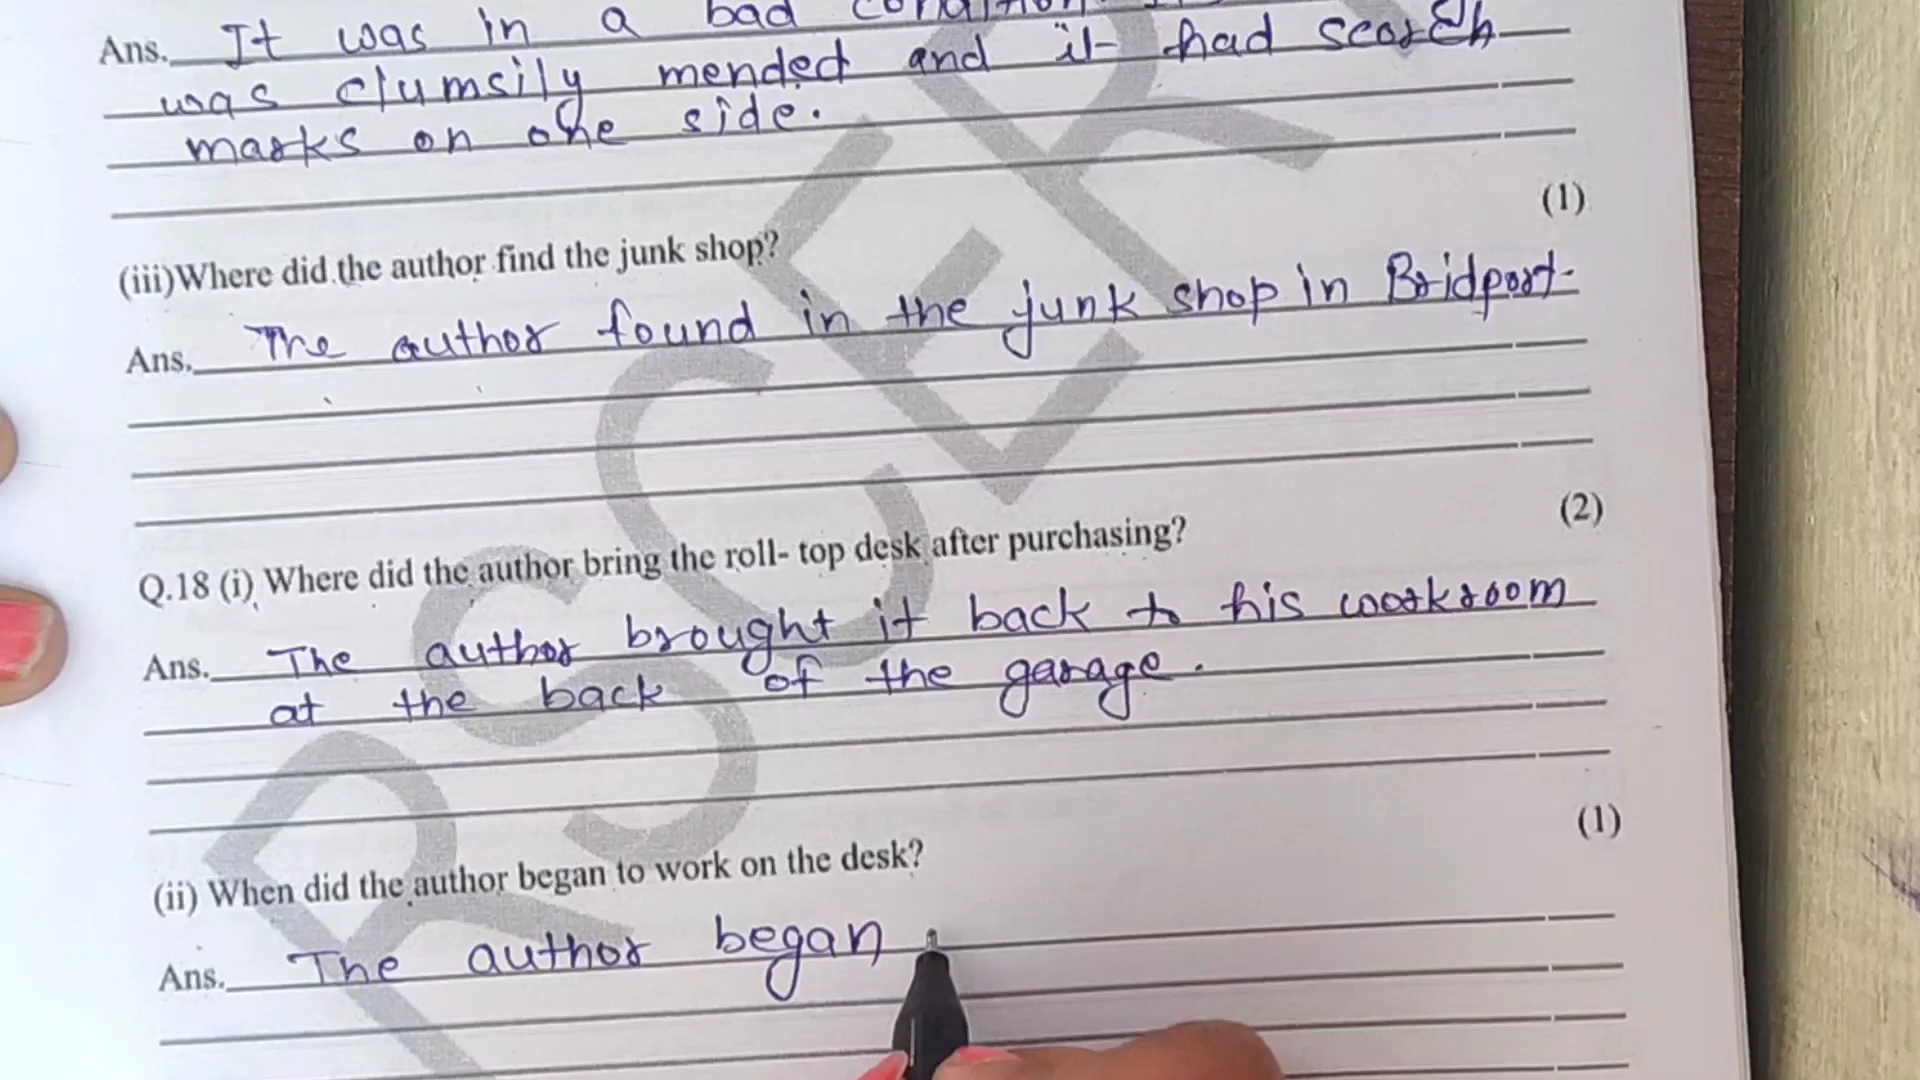 Ans. It was in a bad condition
was clumsily mended and it had scorch
marks on one side.
(1)
(iii)Where did the author find the junk shop?
Ans. The author found in the junk shop in Bridport.
(2)
Q.18 (i) Where did the author bring the roll- top desk after purchasing?
Ans. The author brought it back to his workroom
at the back of the garage.
(1)
(ii) When did the author began to work on the desk?
Ans. The author began
RSCERT